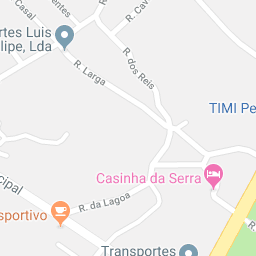 R. Cav
Casal
entes
rtes Luis
lipe, Lda
R. dos Reis
R. Larga
TIMI Pe
Casinha da Serra
cipal
R. da Lagoa
sportivo
Transportes